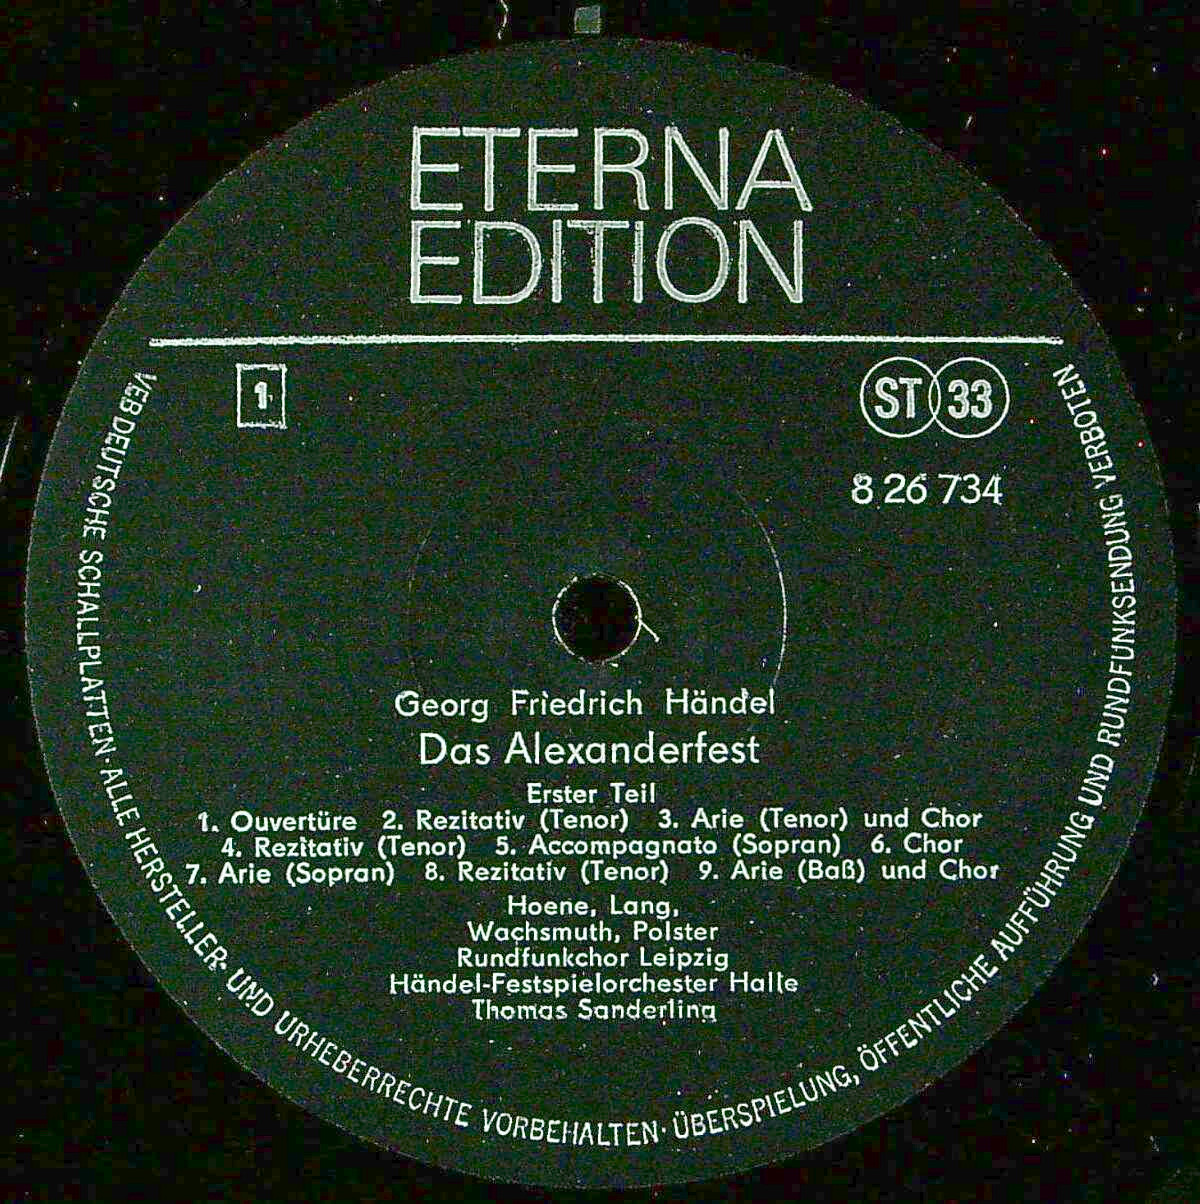 ETERNA
EDITION
1
ST 33
8 26 734
Georg Friedrich Händel
Das Alexanderfest
Erster Teil
1. Ouvertüre 2. Rezitativ (Tenor) 3. Arie (Tenor) und Chor
4. Rezitativ (Tenor) 5. Accompagnato (Sopran) 6. Chor
7. Arie (Sopran) 8. Rezitativ (Tenor) 9. Arie (Baß) und Chor
Hoene, Lang,
Wachsmuth, Polster
Rundfunkchor Leipzig
Händel-Festspielorchester Halle
Thomas Sanderling
VEB DEUTSCHE SCHALLPLATTEN · ALLE HERSTELLER- UND URHEBERRECHTE VORBEHALTEN · ÜBERSPIELUNG, ÖFFENTLICHE AUFFÜHRUNG UND RUNDFUNKSENDUNG VERBOTEN